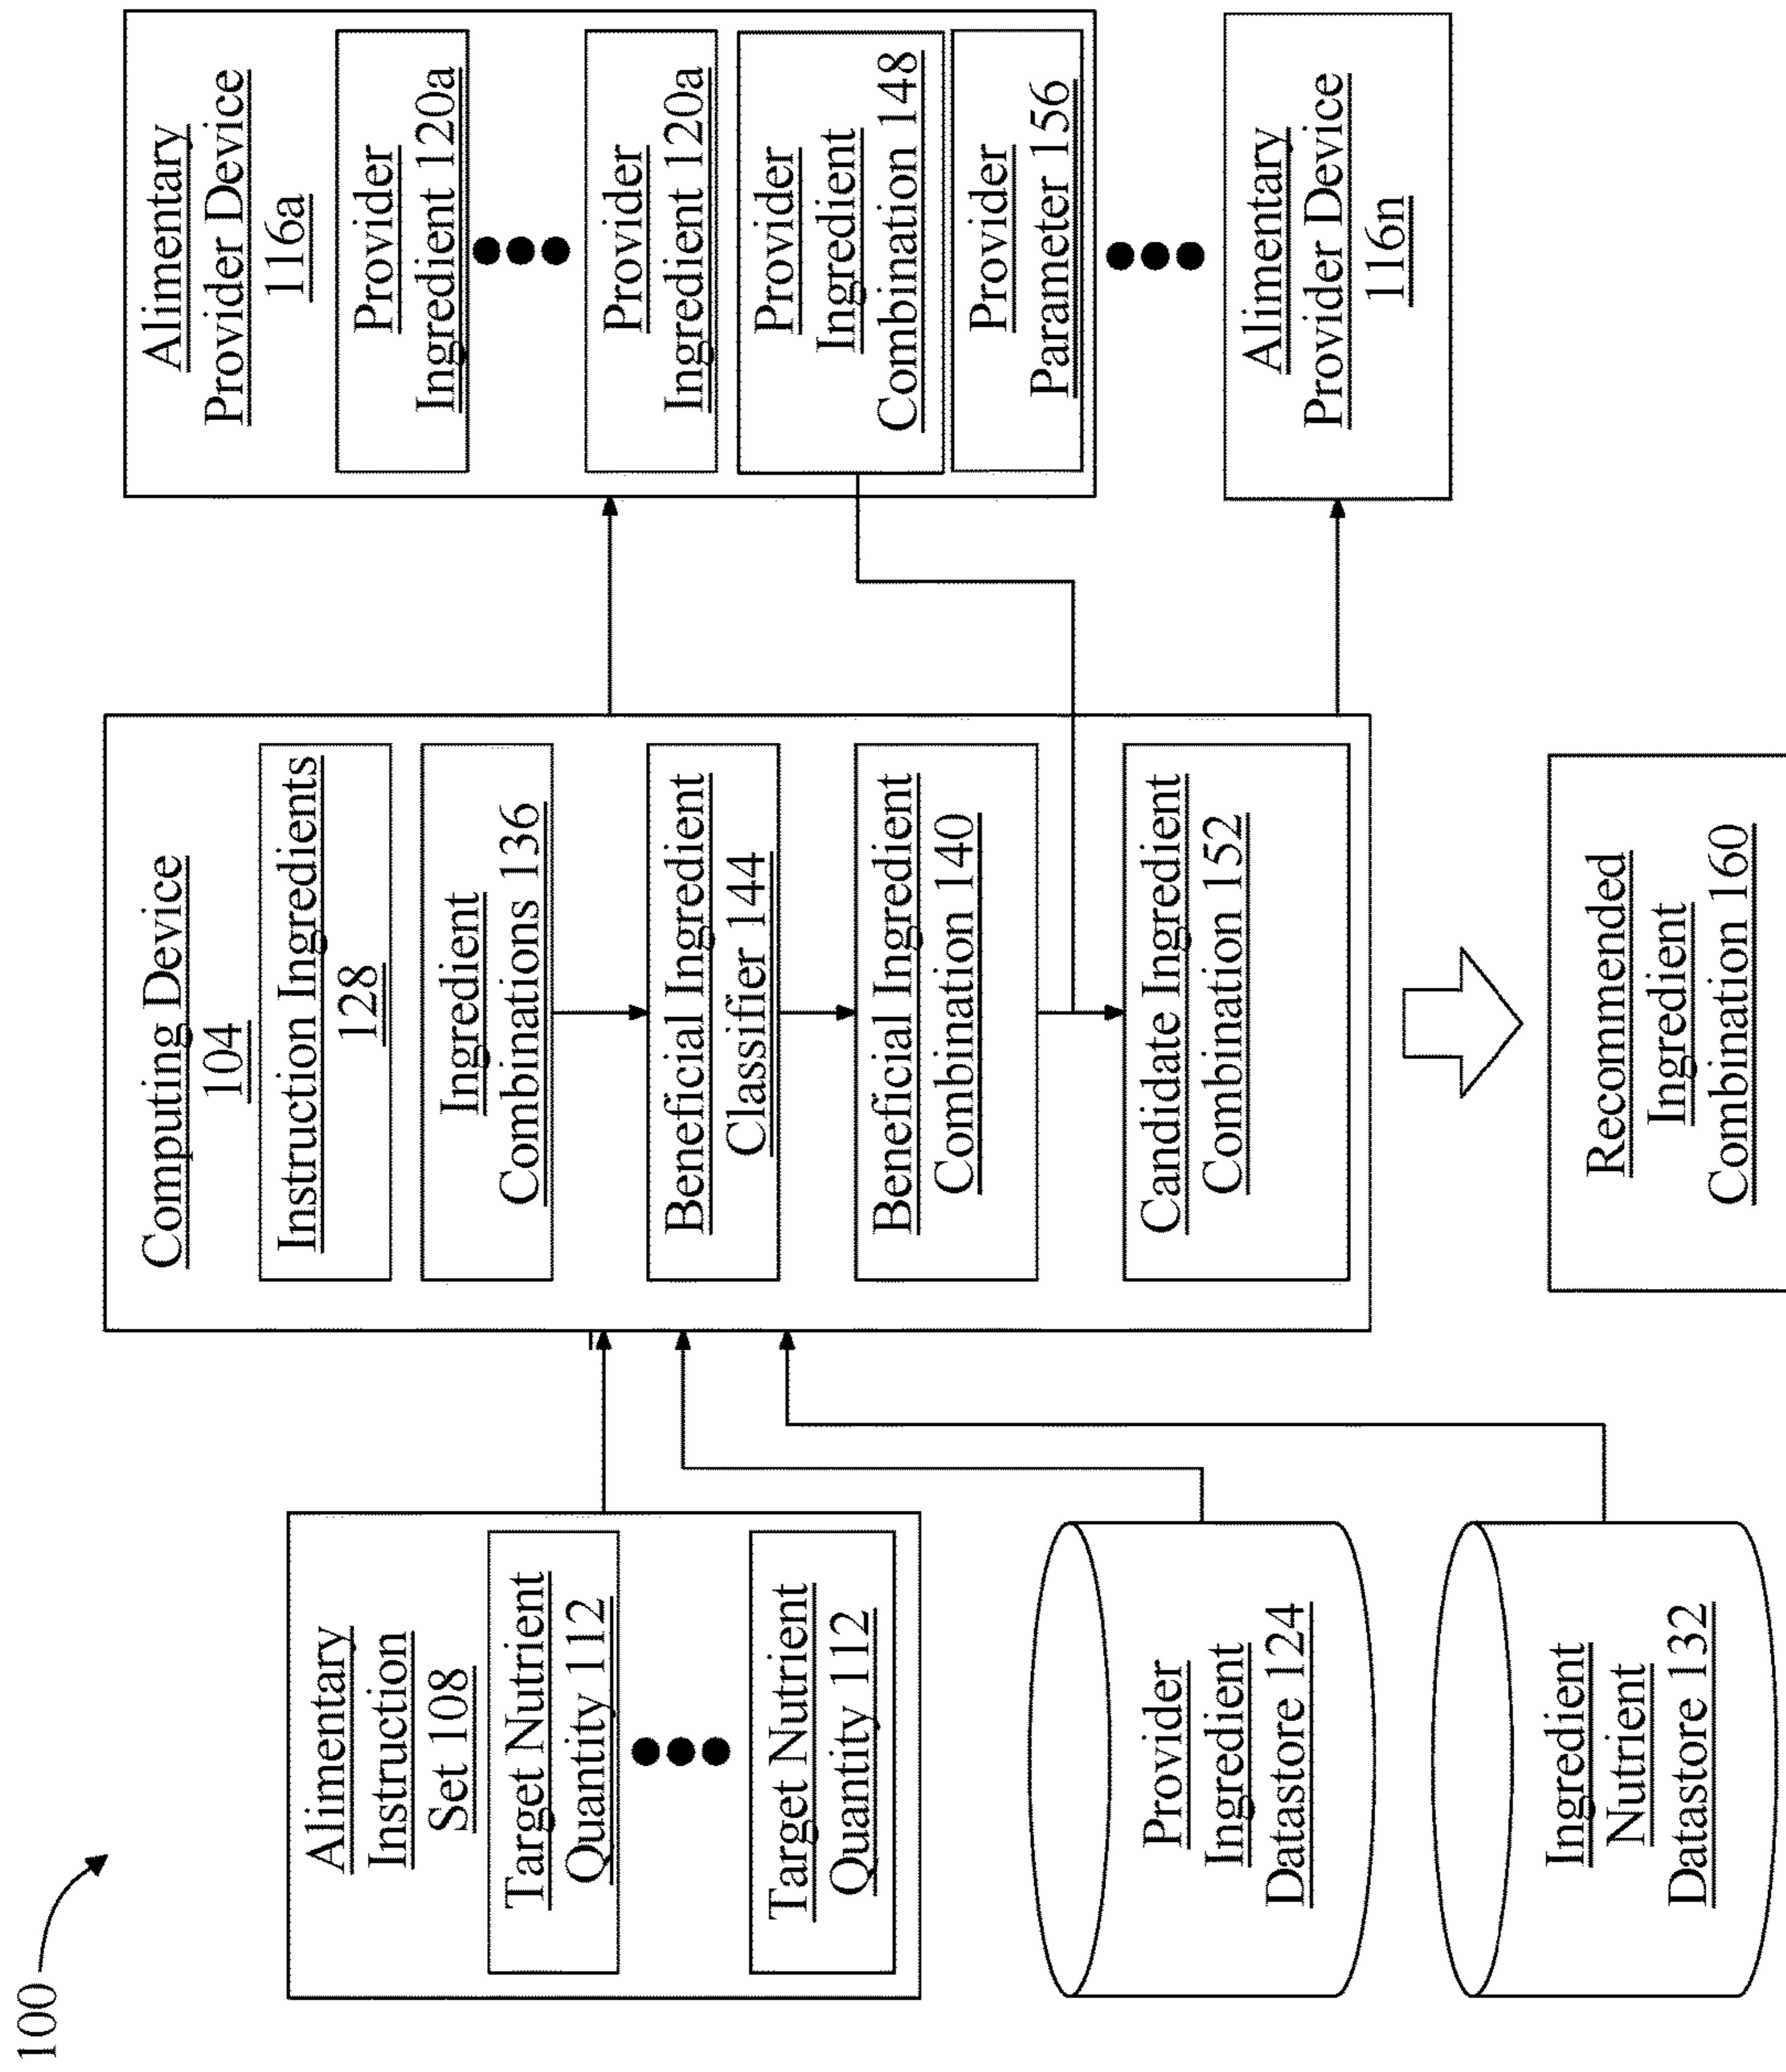 100
Alimentary
Instruction
Set 108
Target Nutrient
Quantity 112
Target Nutrient
Quantity 112
Provider
Ingredient
Datastore 124
Ingredient
Nutrient
Datastore 132
Computing Device
104
Instruction Ingredients
128
Ingredient
Combinations 136
Beneficial Ingredient
Classifier 144
Beneficial Ingredient
Combination 140
Candidate Ingredient
Combination 152
Recommended
Ingredient
Combination 160
Alimentary
Provider Device
116a
Provider
Ingredient 120a
Provider
Ingredient 120a
Provider
Ingredient
Combination 148
Provider
Parameter 156
Alimentary
Provider Device
116n